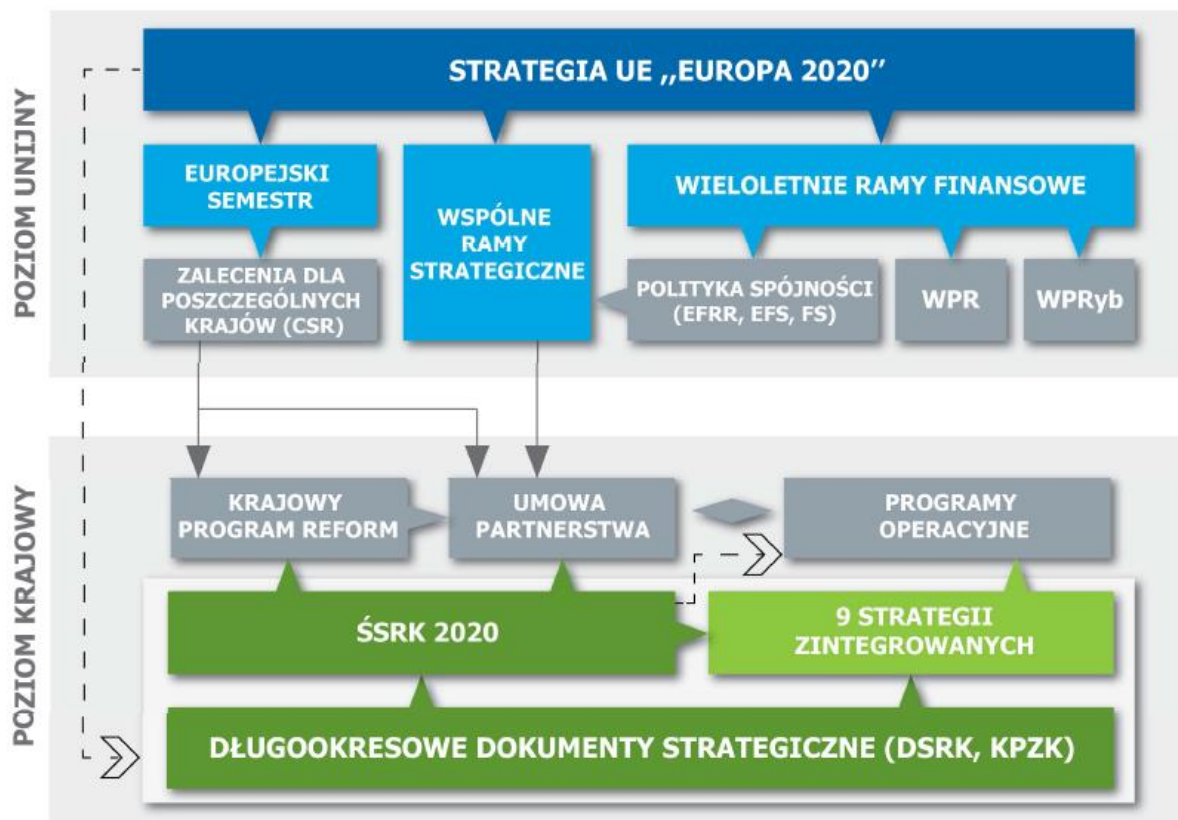 POZIOM UNIJNY
STRATEGIA UE ,,EUROPA 2020”
EUROPEJSKI
SEMESTR
WSPÓLNE
RAMY
STRATEGICZNE
WIELOLETNIE RAMY FINANSOWE
ZALECENIA DLA
POSZCZEGÓLNYCH
KRAJÓW (CSR)
POLITYKA SPÓJNOŚCI
(EFRR, EFS, FS)
WPR
WPRyb
POZIOM KRAJOWY
KRAJOWY
PROGRAM REFORM
UMOWA
PARTNERSTWA
PROGRAMY
OPERACYJNE
ŚSRK 2020
9 STRATEGII
ZINTEGROWANYCH
DŁUGOOKRESOWE DOKUMENTY STRATEGICZNE (DSRK, KPZK)